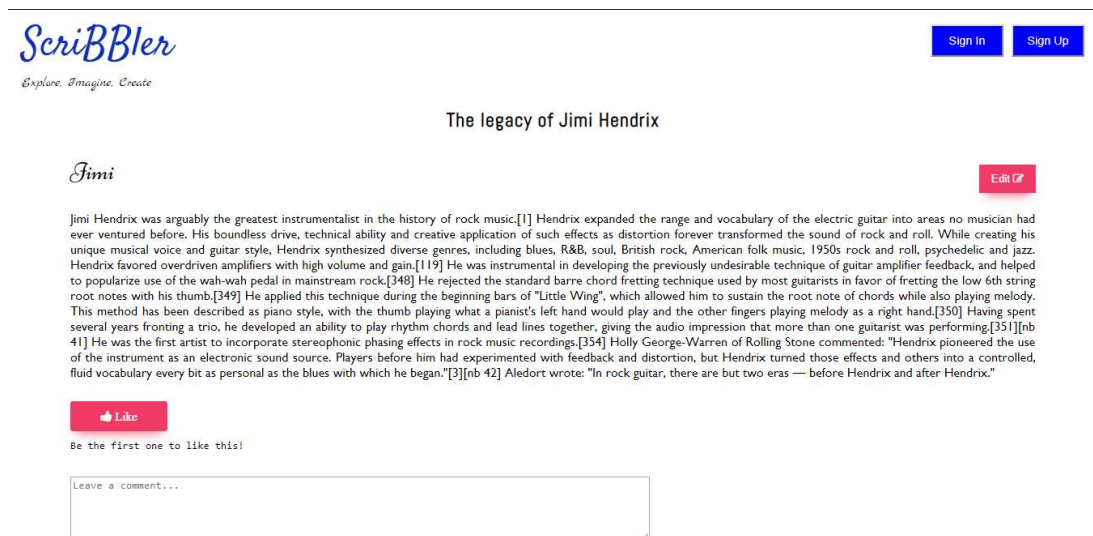 ScriBBler
Sign In
Sign Up
Explore, Imagine, Create
The legacy of Jimi Hendrix
Jimi
Edit
Jimi Hendrix was arguably the greatest instrumentalist in the history of rock music.[1] Hendrix expanded the range and vocabulary of the electric guitar into areas no musician had
ever ventured before. His boundless drive, technical ability and creative application of such effects as distortion forever transformed the sound of rock and roll. While creating his
unique musical voice and guitar style, Hendrix synthesized diverse genres, including blues, R&B, soul, British rock, American folk music, 1950s rock and roll, psychedelic and jazz.
Hendrix favored overdriven amplifiers with high volume and gain.[119] He was instrumental in developing the previously undesirable technique of guitar amplifier feedback, and helped
to popularize use of the wah-wah pedal in mainstream rock.[348] He rejected the standard barre chord fretting technique used by most guitarists in favor of fretting the low 6th string
root notes with his thumb.[349] He applied this technique during the beginning bars of "Little Wing", which allowed him to sustain the root note of chords while also playing melody.
This method has been described as piano style, with the thumb playing what a pianist's left hand would play and the other fingers playing melody as a right hand.[350] Having spent
several years fronting a trio, he developed an ability to play rhythm chords and lead lines together, giving the audio impression that more than one guitarist was performing.[351][nb
41] He was the first artist to incorporate stereophonic phasing effects in rock music recordings.[354] Holly George-Warren of Rolling Stone commented: "Hendrix pioneered the use
of the instrument as an electronic sound source. Players before him had experimented with feedback and distortion, but Hendrix turned those effects and others into a controlled,
fluid vocabulary every bit as personal as the blues with which he began."[3][nb 42] Aledort wrote: "In rock guitar, there are but two eras — before Hendrix and after Hendrix."
Like
Be the first one to like this!
Leave a comment...